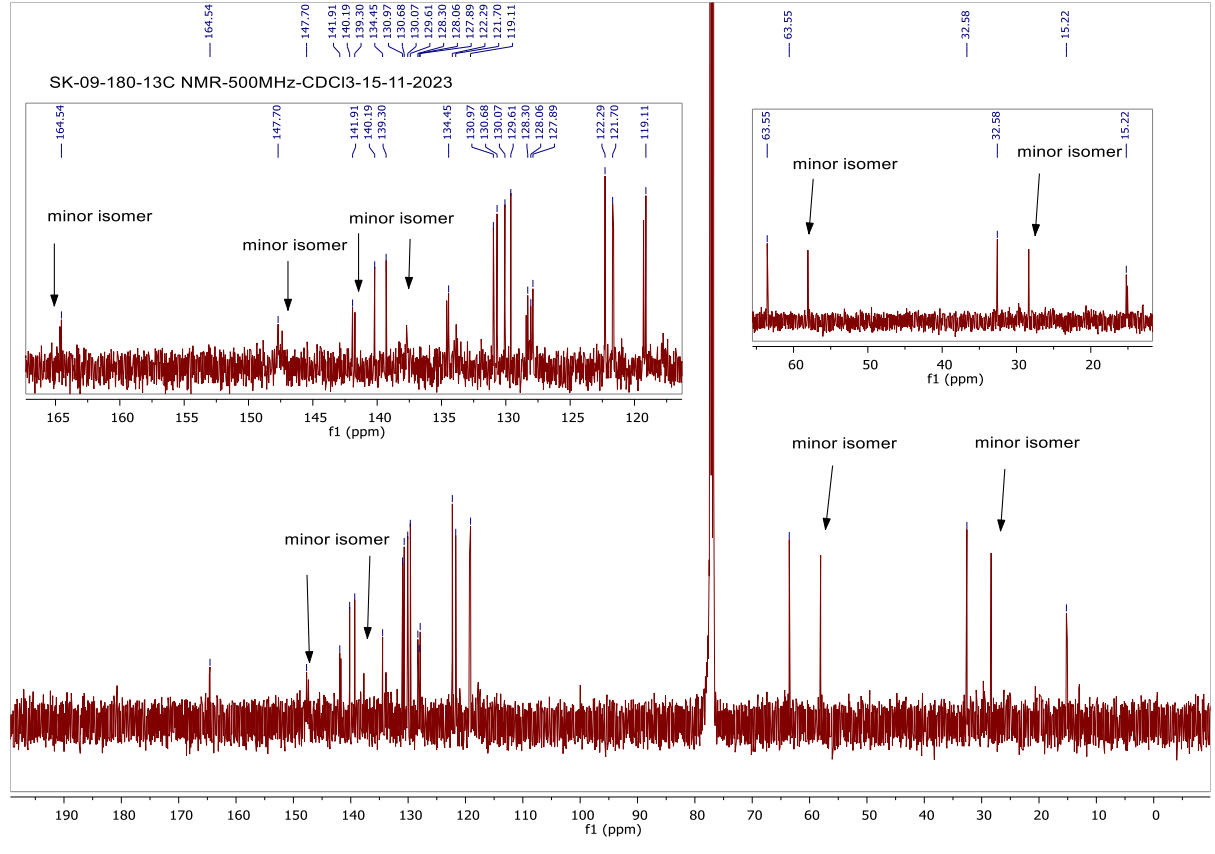 164.54
147.70
141.91
140.19
139.30
134.45
130.97
130.68
130.07
129.61
128.30
128.06
127.89
122.29
121.70
119.11
63.55
32.58
15.22
SK-09-180-13C NMR-500MHz-CDCl3-15-11-2023
164.54
147.70
141.91
140.19
139.30
134.45
130.97
130.68
130.07
129.61
128.30
128.06
127.89
122.29
121.70
119.11
minor isomer
minor isomer
minor isomer
165 160 155 150 145 140 135 130 125 120
f1 (ppm)
63.55
32.58
15.22
minor isomer
minor isomer
60 50 40 30 20
f1 (ppm)
minor isomer
minor isomer
minor isomer
190 180 170 160 150 140 130 120 110 100 90 80 70 60 50 40 30 20 10 0
f1 (ppm)